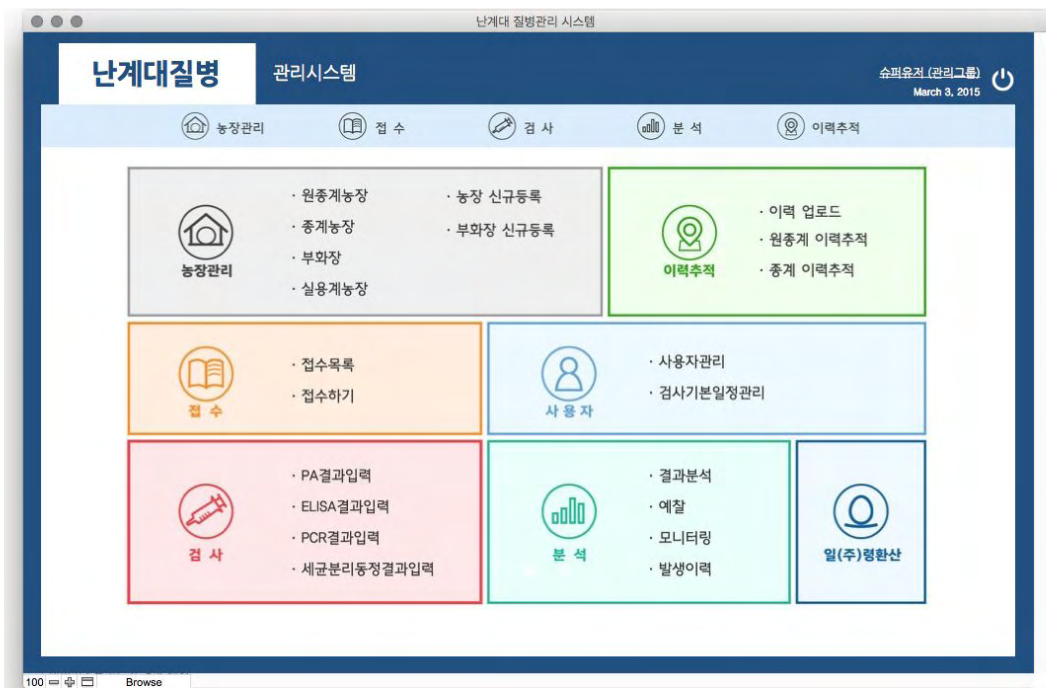 난계대 질병관리 시스템
난계대질병 관리시스템
슈퍼유저 (관리그룹)
March 3, 2015
농장관리 접 수 검 사 분 석 이력추적
농장관리
· 원종계농장
· 종계농장
· 부화장
· 실용계농장
· 농장 신규등록
· 부화장 신규등록
이력추적
· 이력 업로드
· 원종계 이력추적
· 종계 이력추적
접 수
· 접수목록
· 접수하기
사 용 자
· 사용자관리
· 검사기본일정관리
검 사
· PA결과입력
· ELISA결과입력
· PCR결과입력
· 세균분리동정결과입력
분 석
· 결과분석
· 예찰
· 모니터링
· 발생이력
일(주)령환산
100 Browse